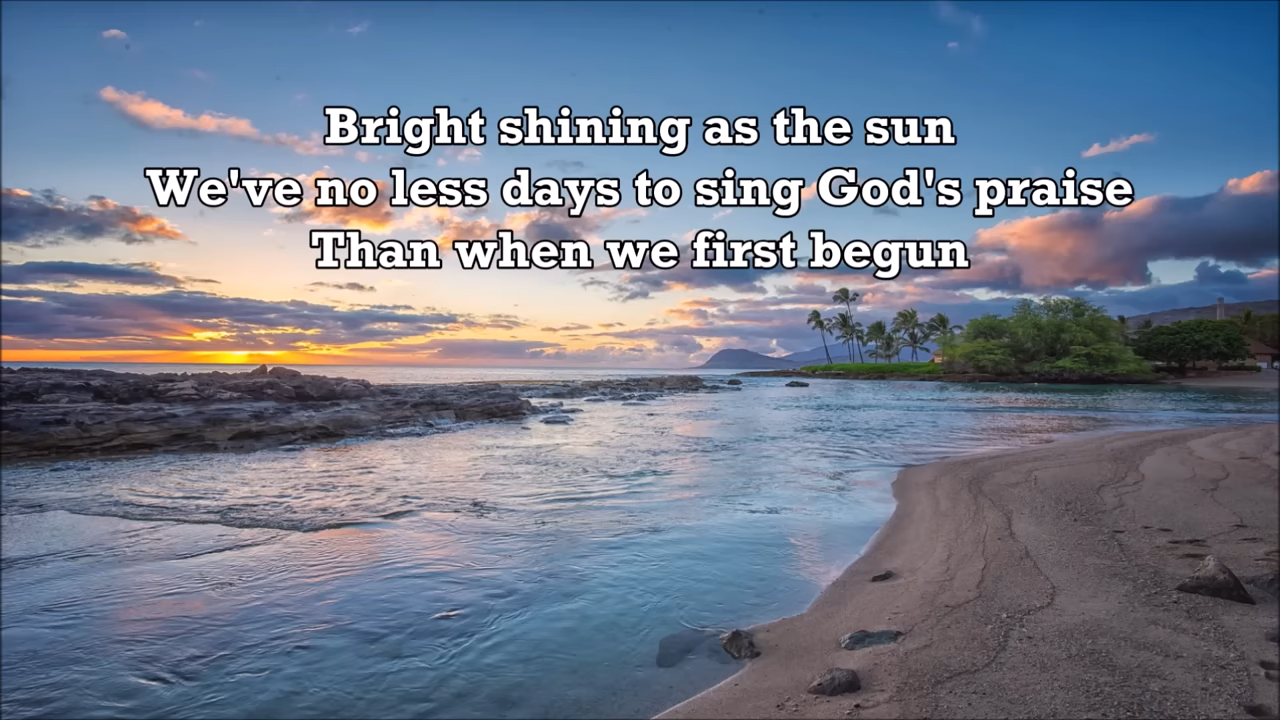 Bright shining as the sun
We've no less days to sing God's praise
Than when we first begun